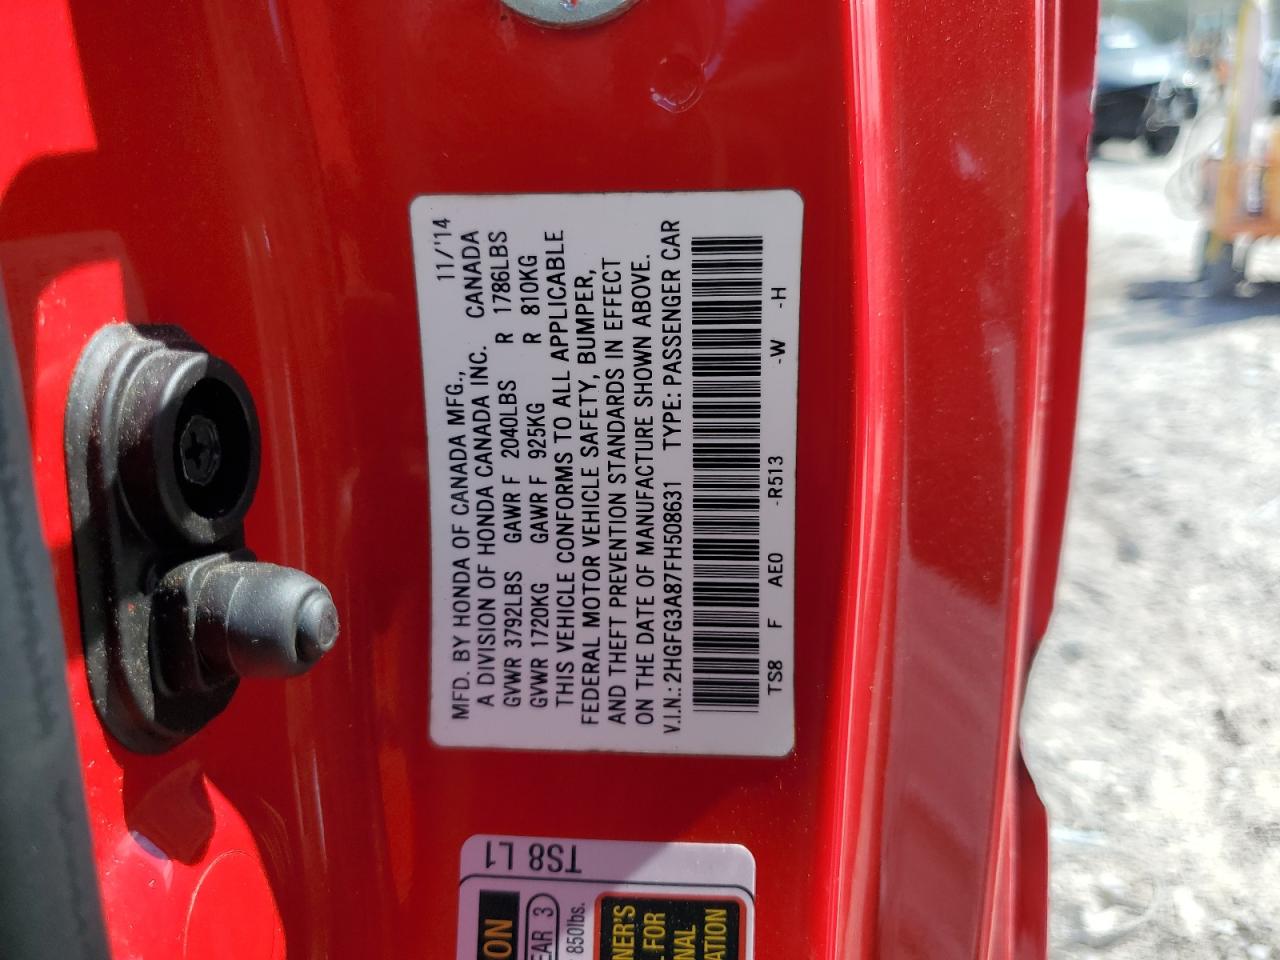 MFD. BY HONDA OF CANADA MFG., 11/'14
A DIVISION OF HONDA CANADA INC. CANADA
GVWR 3792LBS GAWR F 2040LBS R 1786LBS
GVWR 1720KG GAWR F 925KG R 810KG
THIS VEHICLE CONFORMS TO ALL APPLICABLE
FEDERAL MOTOR VEHICLE SAFETY, BUMPER,
AND THEFT PREVENTION STANDARDS IN EFFECT
ON THE DATE OF MANUFACTURE SHOWN ABOVE.
V.I.N.: 2HGFG3A87FH508631 TYPE: PASSENGER CAR
TS8 F AE0 -R513 -W -H
TS8 L1
EAR 3
850lbs.